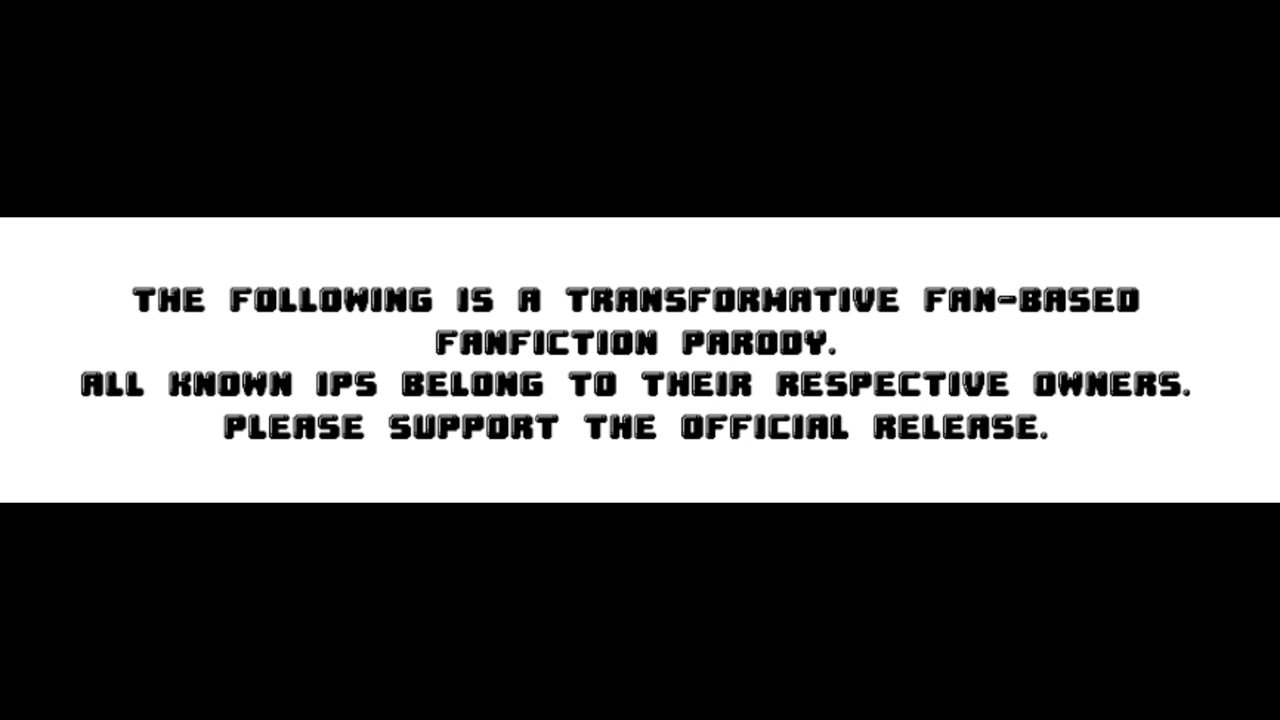 THE FOLLOWING IS A TRANSFORMATIVE FAN-BASED
FANFICTION PARODY.
ALL KNOWN IPS BELONG TO THEIR RESPECTIVE OWNERS.
PLEASE SUPPORT THE OFFICIAL RELEASE.